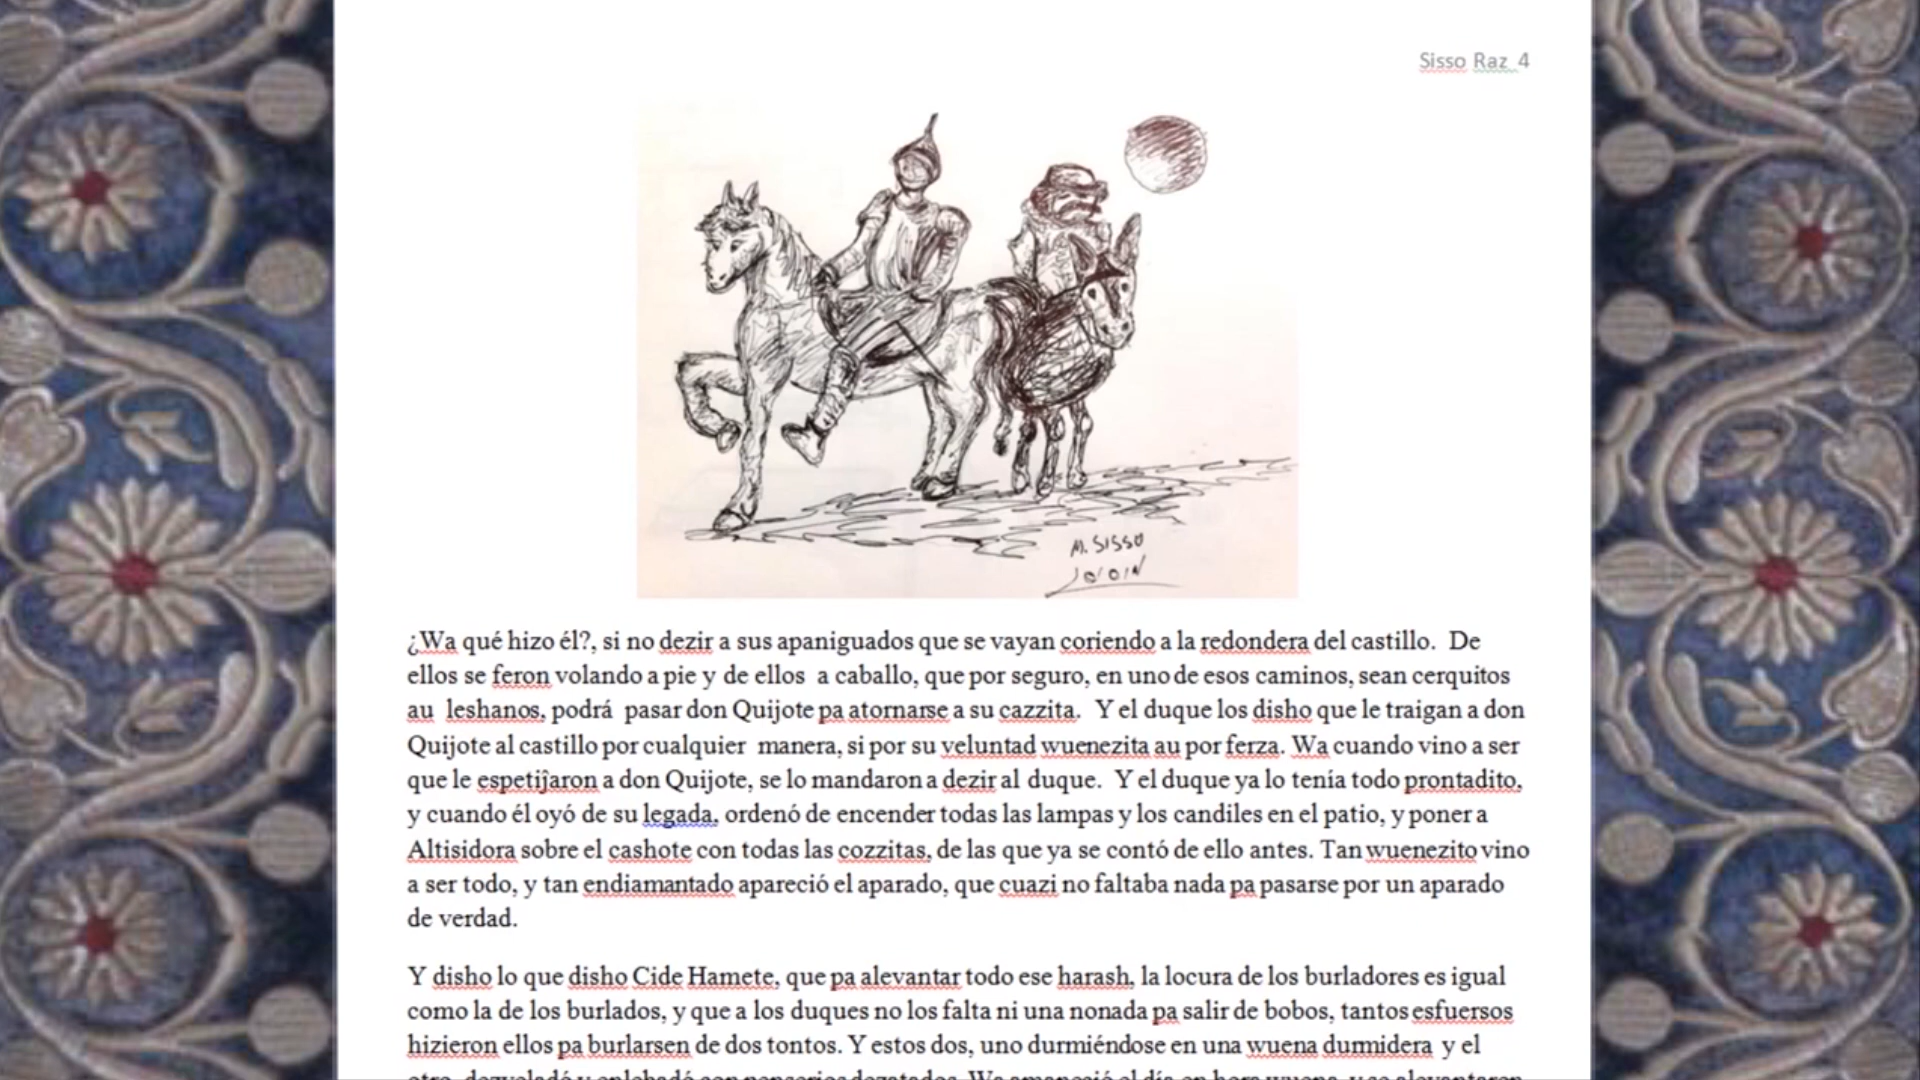 Sisso Raz 4
M. SISSO
¿Wa qué hizo él?, si no dezir a sus apaniguados que se vayan coriendo a la redondera del castillo. De
ellos se feron volando a pie y de ellos a caballo, que por seguro, en uno de esos caminos, sean cerquitos
au leshanos, podrá pasar don Quijote pa atornarse a su cazzita. Y el duque los disho que le traigan a don
Quijote al castillo por cualquier manera, si por su veluntad wuenezita au por ferza. Wa cuando vino a ser
que le espetiĵaron a don Quijote, se lo mandaron a dezir al duque. Y el duque ya lo tenía todo prontadito,
y cuando él oyó de su legada, ordenó de encender todas las lampas y los candiles en el patio, y poner a
Altisidora sobre el cashote con todas las cozzitas, de las que ya se contó de ello antes. Tan wuenezito vino
a ser todo, y tan endiamantado apareció el aparado, que cuazi no faltaba nada pa pasarse por un aparado
de verdad.
Y disho lo que disho Cide Hamete, que pa alevantar todo ese harash, la locura de los burladores es igual
como la de los burlados, y que a los duques no los falta ni una nonada pa salir de bobos, tantos esfuersos
hizieron ellos pa burlarsen de dos tontos. Y estos dos, uno durmiéndose en una wuena durmidera y el